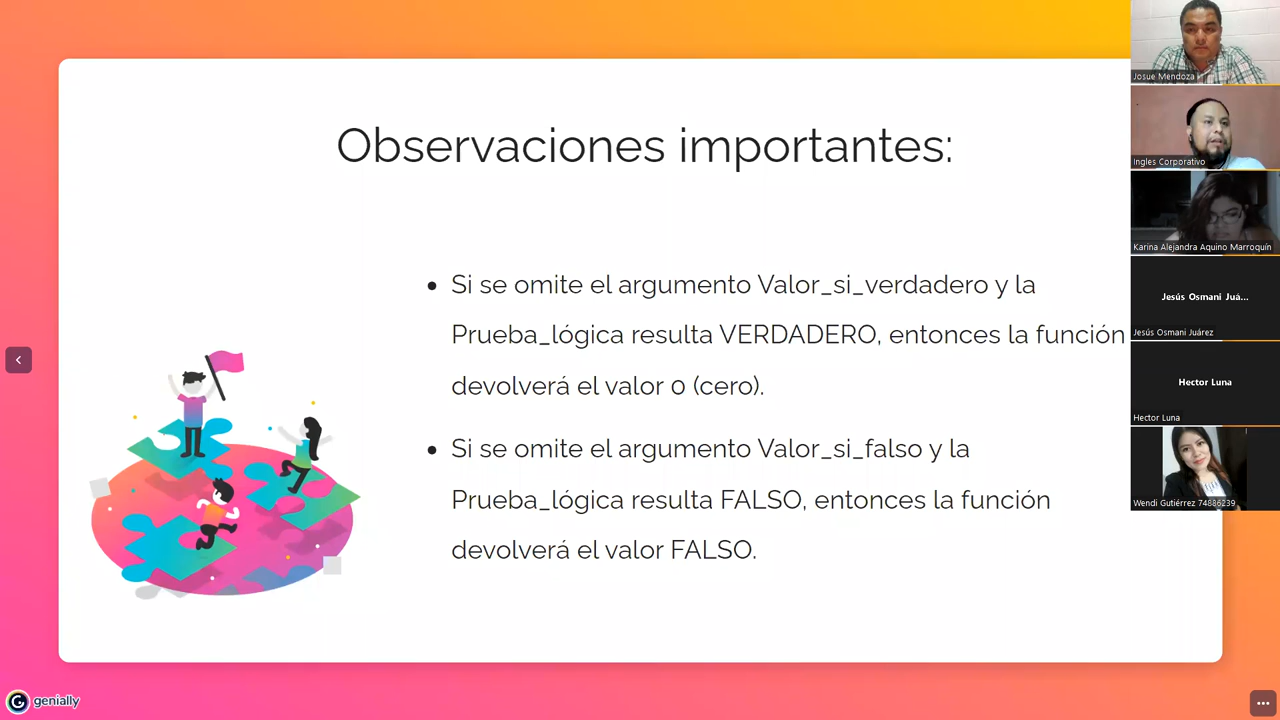 Observaciones importantes:
• Si se omite el argumento Valor_si_verdadero y la
Prueba_lógica resulta VERDADERO, entonces la función
devolverá el valor 0 (cero).
• Si se omite el argumento Valor_si_falso y la
Prueba_lógica resulta FALSO, entonces la función
devolverá el valor FALSO.
Josue Mendoza
Ingles Corporativo
Karina Alejandra Aquino Marroquín
Jesús Osmani Juá...
Jesús Osmani Juárez
Hector Luna
Hector Luna
Wendi Gutiérrez 74886239
genially